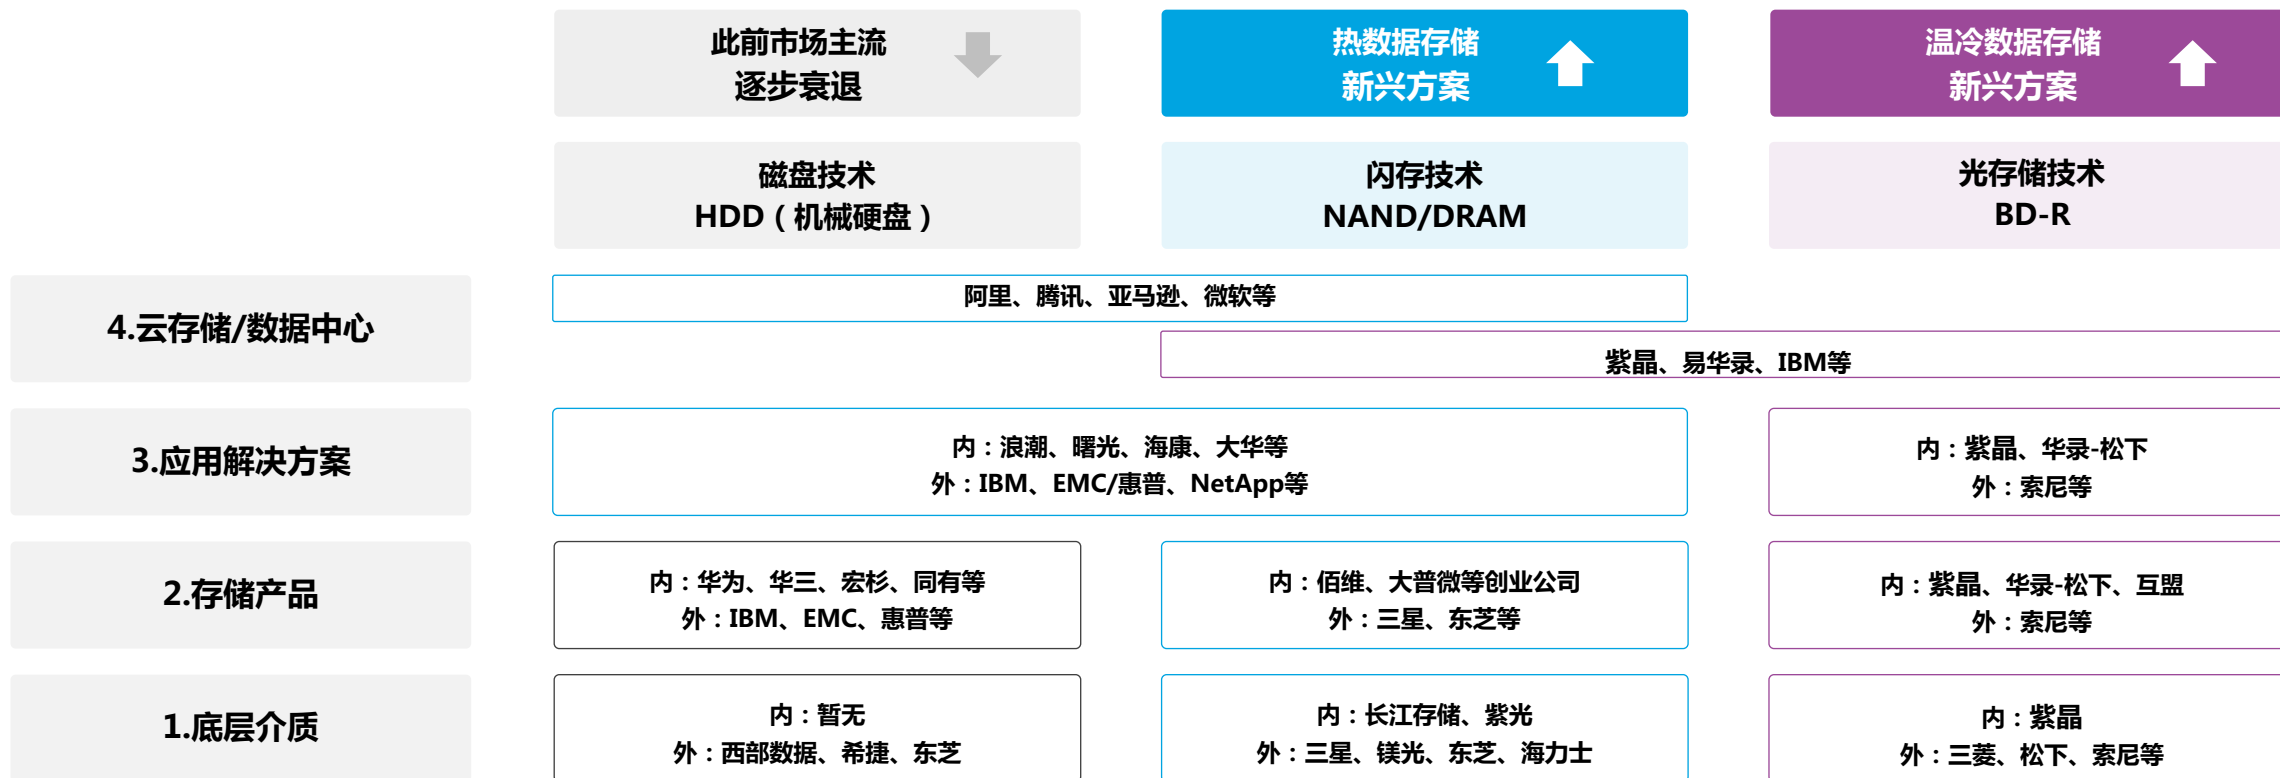 此前市场主流
逐步衰退
热数据存储
新兴方案
温冷数据存储
新兴方案
磁盘技术
HDD（机械硬盘）
闪存技术
NAND/DRAM
光存储技术
BD-R
4.云存储/数据中心
阿里、腾讯、亚马逊、微软等
紫晶、易华录、IBM等
3.应用解决方案
内：浪潮、曙光、海康、大华等
外：IBM、EMC/惠普、NetApp等
内：紫晶、华录-松下
外：索尼等
2.存储产品
内：华为、华三、宏杉、同有等
外：IBM、EMC、惠普等
内：佰维、大普微等创业公司
外：三星、东芝等
内：紫晶、华录-松下、互盟
外：索尼等
1.底层介质
内：暂无
外：西部数据、希捷、东芝
内：长江存储、紫光
外：三星、镁光、东芝、海力士
内：紫晶
外：三菱、松下、索尼等